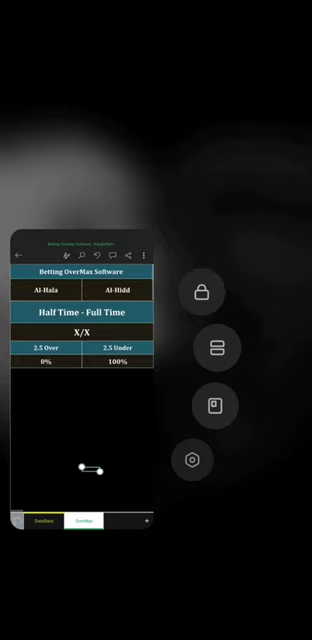 Betting OverMax Software
Al-Hala Al-Hidd
Half Time - Full Time
X/X
2.5 Over 2.5 Under
0% 100%
DataBase OverMax +